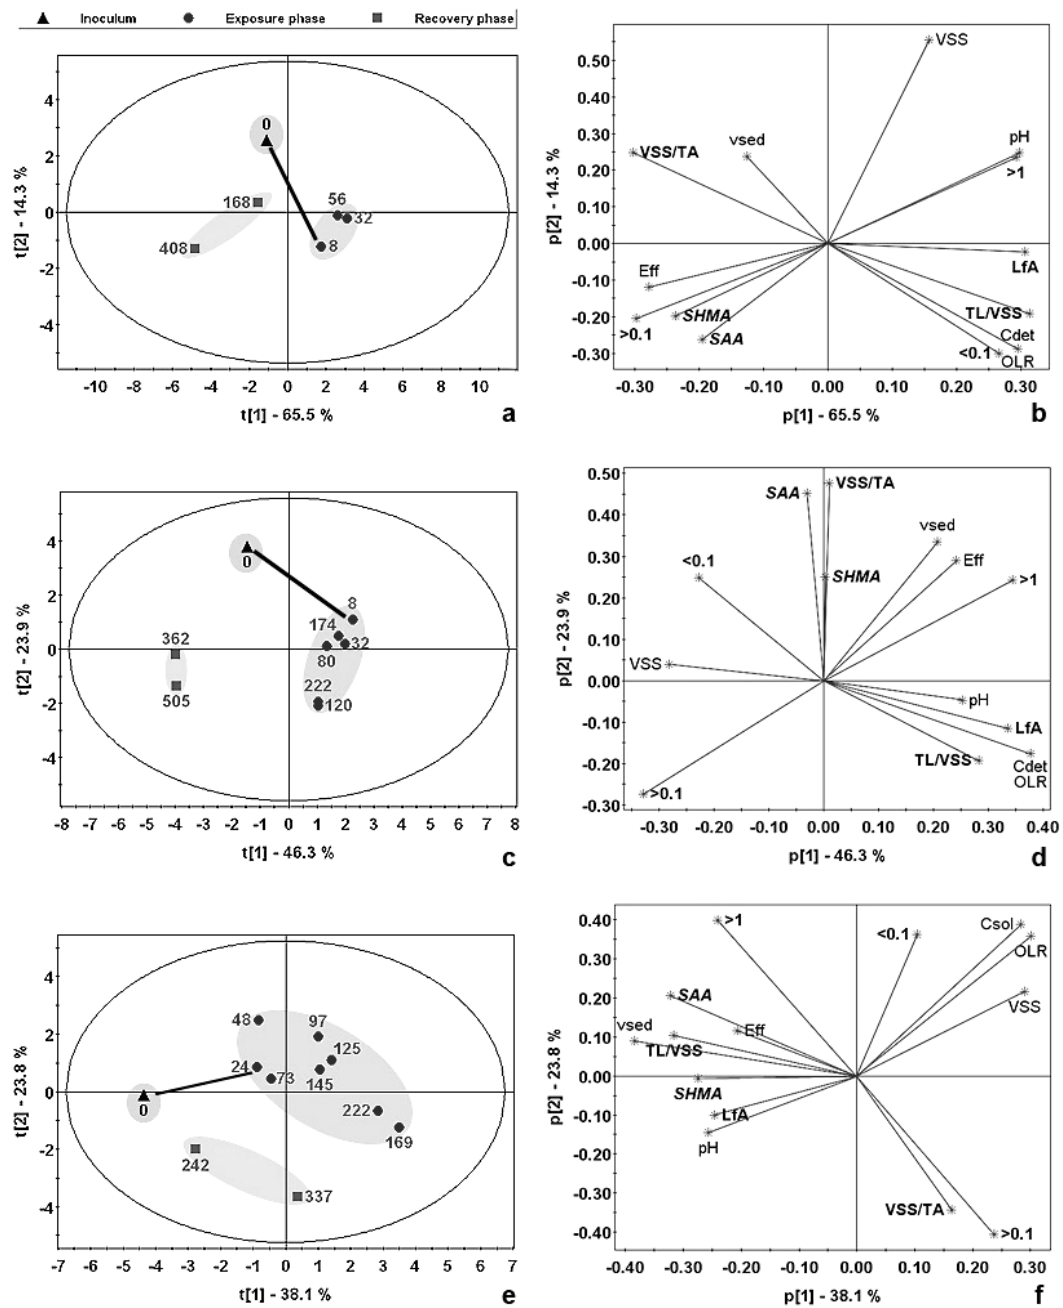 Inoculum Exposure phase Recovery phase
4
2
0
-2
-4
t[2] - 14.3 %
0
168
408
56
32
8
-10 -8 -6 -4 -2 0 2 4 6 8 10
t[1] - 65.5 %
a
0.50
0.40
0.30
0.20
0.10
0.00
-0.10
-0.20
-0.30
p[2] - 14.3 %
VSS
VSS/TA
vsed
pH
>1
LfA
Eff
SHMA
>0.1
SAA
TL/VSS
Cdet
<0.1
OLR
-0.30 -0.20 -0.10 0.00 0.10 0.20 0.30
p[1] - 65.5 %
b
4
2
0
-2
-4
t[2] - 23.9 %
0
8
174
32
80
362
505
222
120
-8 -7 -6 -5 -4 -3 -2 -1 0 1 2 3 4 5 6 7 8
t[1] - 46.3 %
c
0.50
0.40
0.30
0.20
0.10
0.00
-0.10
-0.20
-0.30
p[2] - 23.9 %
SAA
VSS/TA
vsed
<0.1
Eff
SHMA
>1
VSS
pH
LfA
TL/VSS
Cdet
OLR
>0.1
-0.30 -0.20 -0.10 0.00 0.10 0.20 0.30 0.40
p[1] - 46.3 %
d
4
2
0
-2
-4
t[2] - 23.8 %
48
97
125
24
73
145
0
222
169
242
337
-7 -6 -5 -4 -3 -2 -1 0 1 2 3 4 5 6 7
t[1] - 38.1 %
e
0.40
0.30
0.20
0.10
0.00
-0.10
-0.20
-0.30
-0.40
p[2] - 23.8 %
>1
<0.1
Csol
OLR
SAA
VSS
vsed
Eff
TL/VSS
SHMA
LfA
pH
VSS/TA
>0.1
-0.40 -0.30 -0.20 -0.10 0.00 0.10 0.20 0.30
p[1] - 38.1 %
f